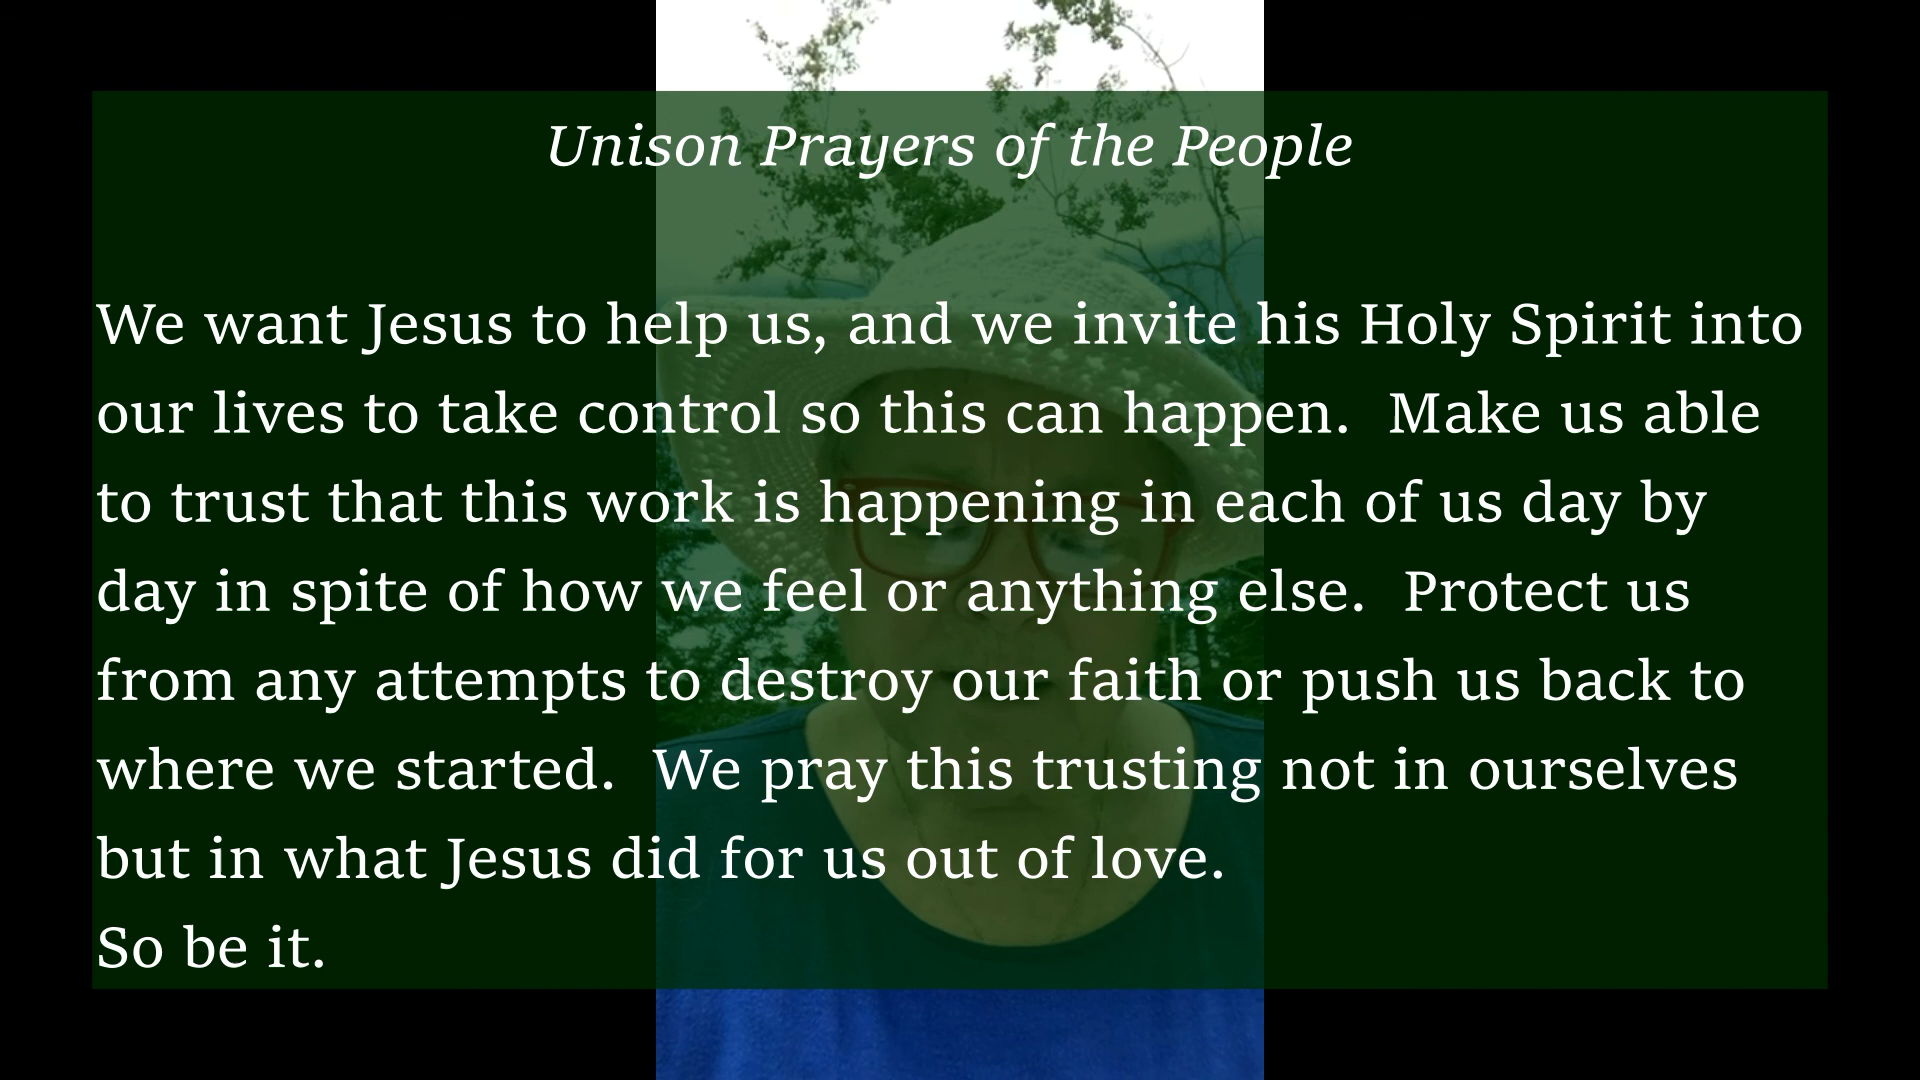 Unison Prayers of the People
We want Jesus to help us, and we invite his Holy Spirit into
our lives to take control so this can happen.  Make us able
to trust that this work is happening in each of us day by
day in spite of how we feel or anything else.  Protect us
from any attempts to destroy our faith or push us back to
where we started.  We pray this trusting not in ourselves
but in what Jesus did for us out of love.
So be it.